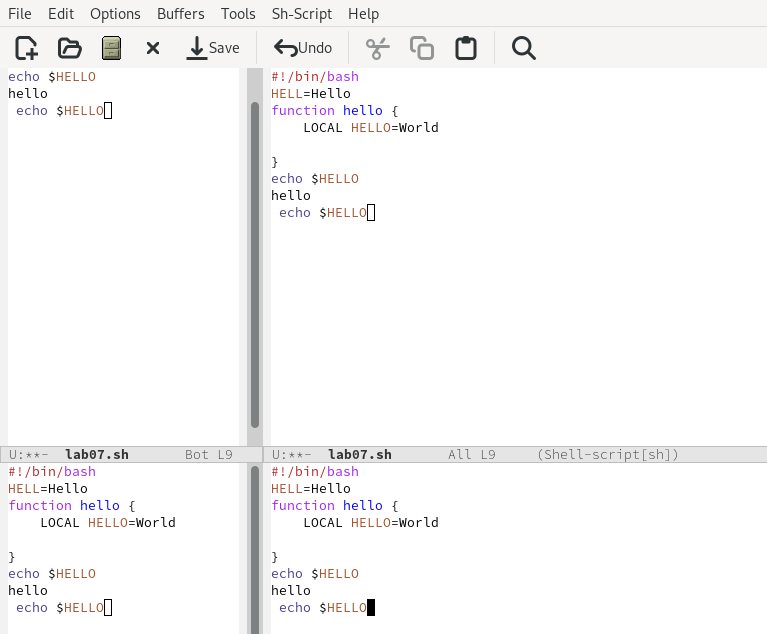 File Edit Options Buffers Tools Sh-Script Help
Save Undo
echo $HELLO
hello
 echo $HELLO
U:**-  lab07.sh       Bot L9
#!/bin/bash
HELL=Hello
function hello {
    LOCAL HELLO=World

}
echo $HELLO
hello
 echo $HELLO
U:**-  lab07.sh       All L9     (Shell-script[sh])
#!/bin/bash
HELL=Hello
function hello {
    LOCAL HELLO=World

}
echo $HELLO
hello
 echo $HELLO
#!/bin/bash
HELL=Hello
function hello {
    LOCAL HELLO=World

}
echo $HELLO
hello
 echo $HELLO